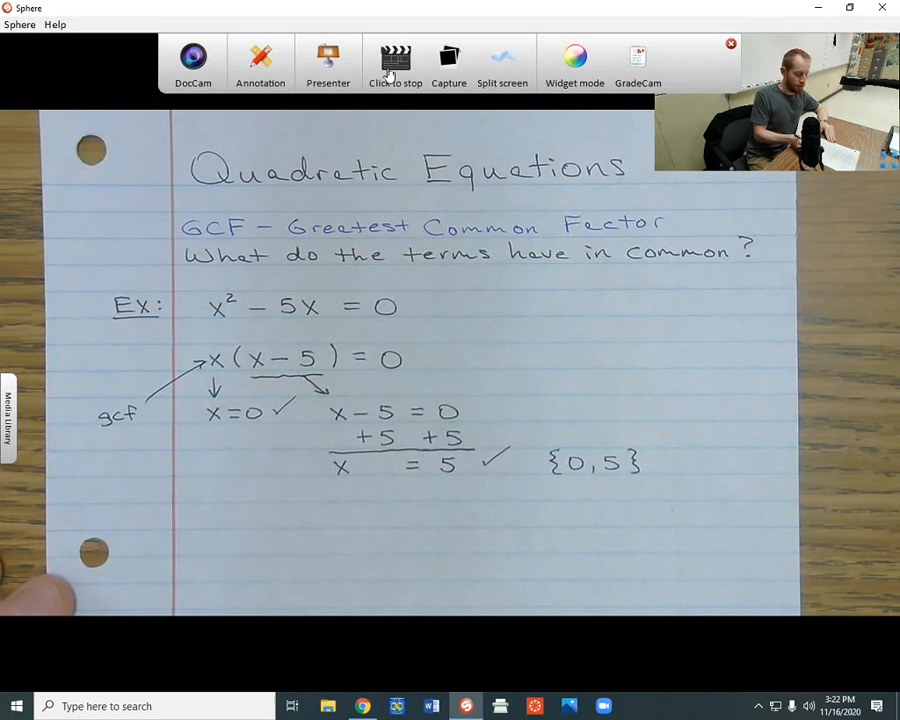 Sphere
Sphere Help
DocCam Annotation Presenter Click to stop Capture Split screen Widget mode GradeCam
Quadratic Equations
GCF - Greatest Common Factor
What do the terms have in common?
Ex: x² - 5x = 0
x(x - 5) = 0
gcf x = 0 ✓ x - 5 = 0
+5 +5
x = 5 ✓ {0, 5}
Media Library
Type here to search
3:22 PM
11/16/2020